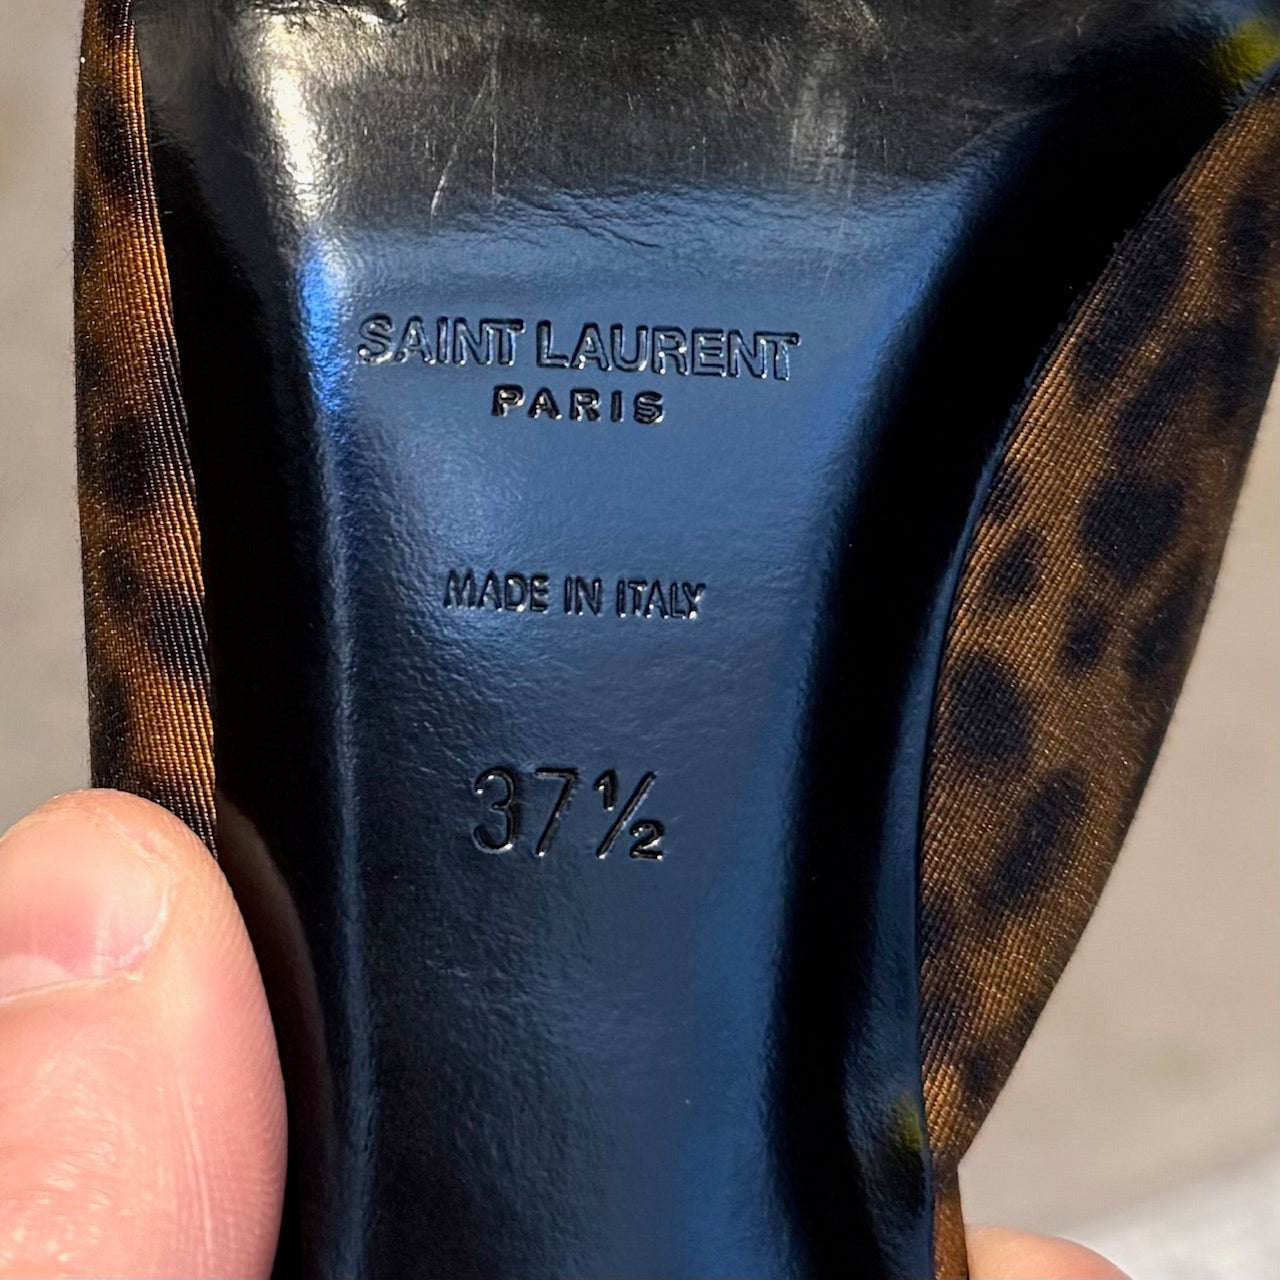 SAINT LAURENT
PARIS
MADE IN ITALY
37½